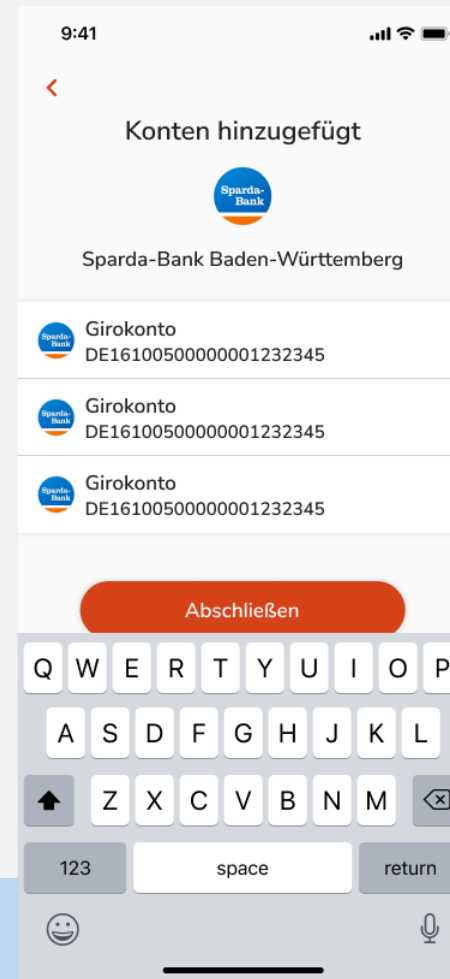 9:41
Konten hinzugefügt
Sparda-
Bank
Sparda-Bank Baden-Württemberg
Sparda-
Bank
Girokonto
DE16100500000001232345
Sparda-
Bank
Girokonto
DE16100500000001232345
Sparda-
Bank
Girokonto
DE16100500000001232345
Abschließen
Q W E R T Y U I O P
A S D F G H J K L
Z X C V B N M
123 space return